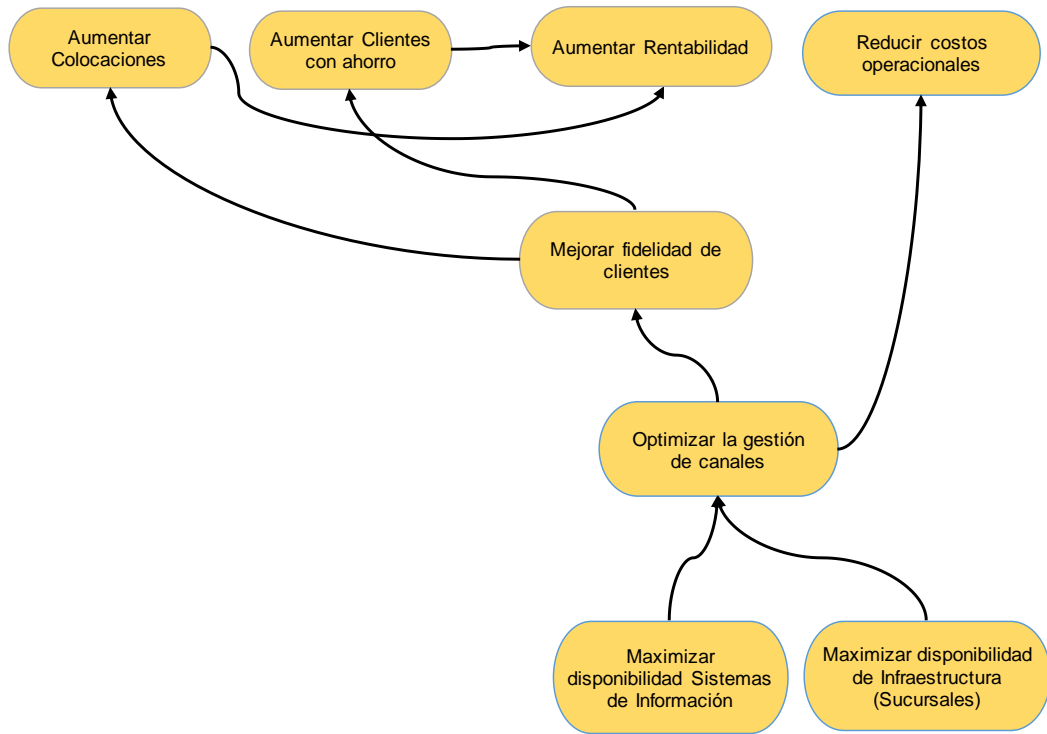 Aumentar
Colocaciones
Aumentar Clientes
con ahorro
Aumentar Rentabilidad
Reducir costos
operacionales
Mejorar fidelidad de
clientes
Optimizar la gestión
de canales
Maximizar
disponibilidad Sistemas
de Información
Maximizar disponibilidad
de Infraestructura
(Sucursales)